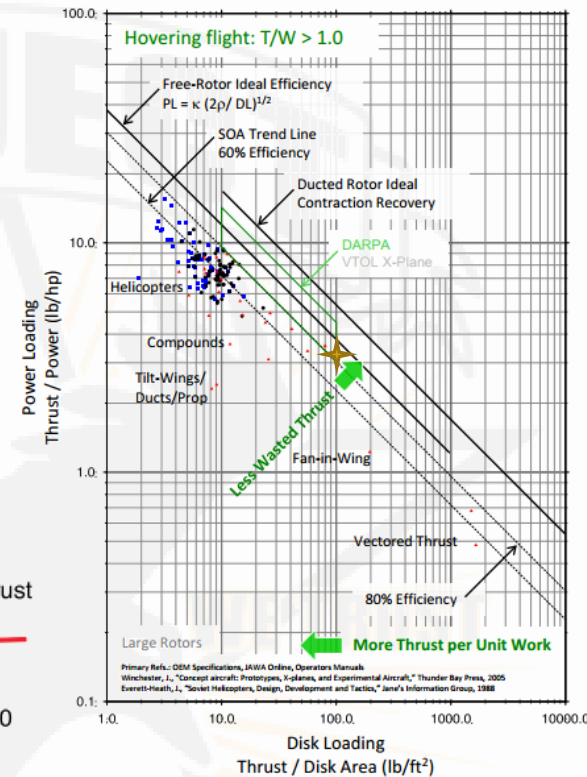 100.0
Hovering flight: T/W > 1.0
Free-Rotor Ideal Efficiency
PL = κ (2ρ/ DL)1/2
SOA Trend Line
60% Efficiency
Ducted Rotor Ideal
Contraction Recovery
10.0
DARPA
VTOL X-Plane
Helicopters
Compounds
Tilt-Wings/
Ducts/Prop
Power Loading
Thrust / Power (lb/hp)
Less Wasted Thrust
Fan-in-Wing
1.0
Vectored Thrust
80% Efficiency
ust
Large Rotors
More Thrust per Unit Work
Primary Refs.: OEM Specifications, JAWA Online, Operators Manuals
Winchester, J., "Concept aircraft: Prototypes, X-planes, and Experimental Aircraft," Thunder Bay Press, 2005
Everett-Heath, J., "Soviet Helicopters, Design, Development and Tactics," Jane's Information Group, 1988
0.1
0
1.0
10.0
100.0
1000.0
10000.0
Disk Loading
Thrust / Disk Area (lb/ft²)